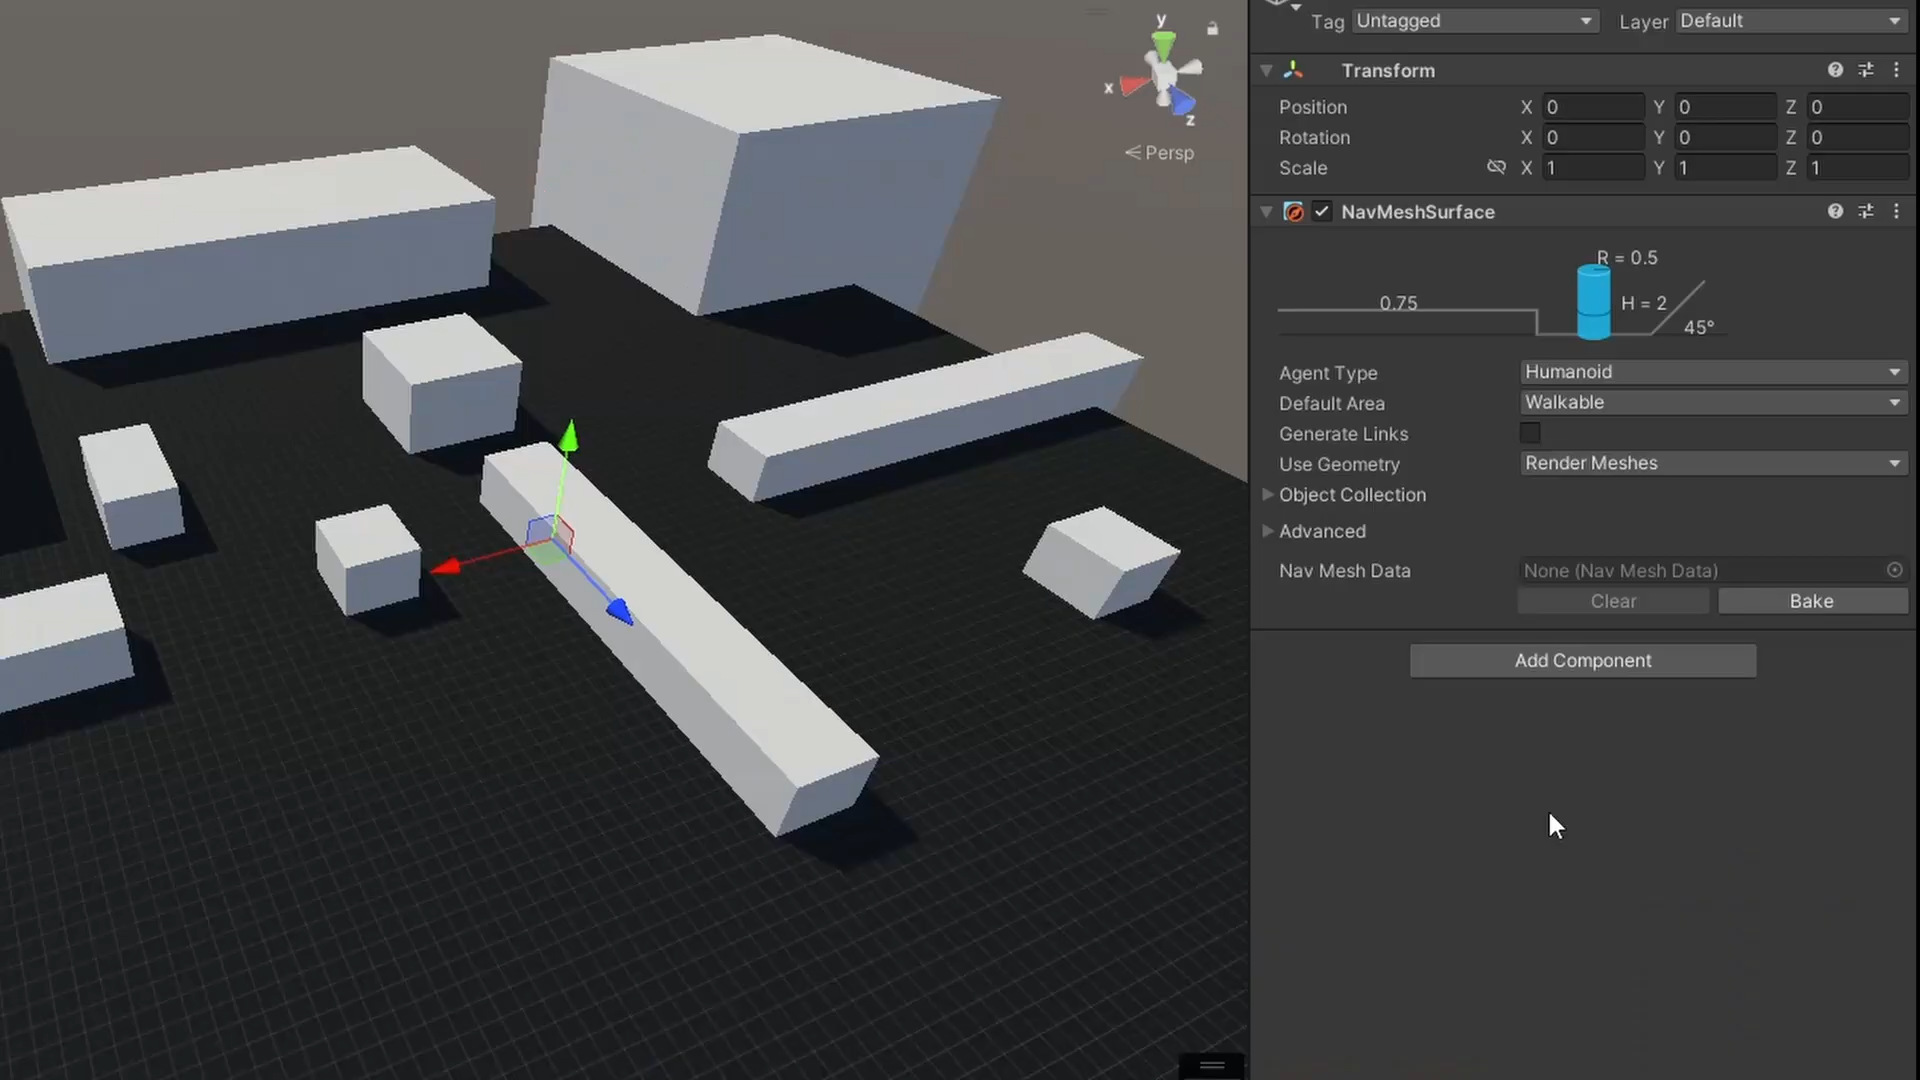 Tag Untagged Layer Default
y
x
z
Persp
Transform
Position X 0 Y 0 Z 0
Rotation X 0 Y 0 Z 0
Scale X 1 Y 1 Z 1
NavMeshSurface
R = 0.5
0.75
H = 2
45°
Agent Type Humanoid
Default Area Walkable
Generate Links
Use Geometry Render Meshes
Object Collection
Advanced
Nav Mesh Data None (Nav Mesh Data)
Clear Bake
Add Component